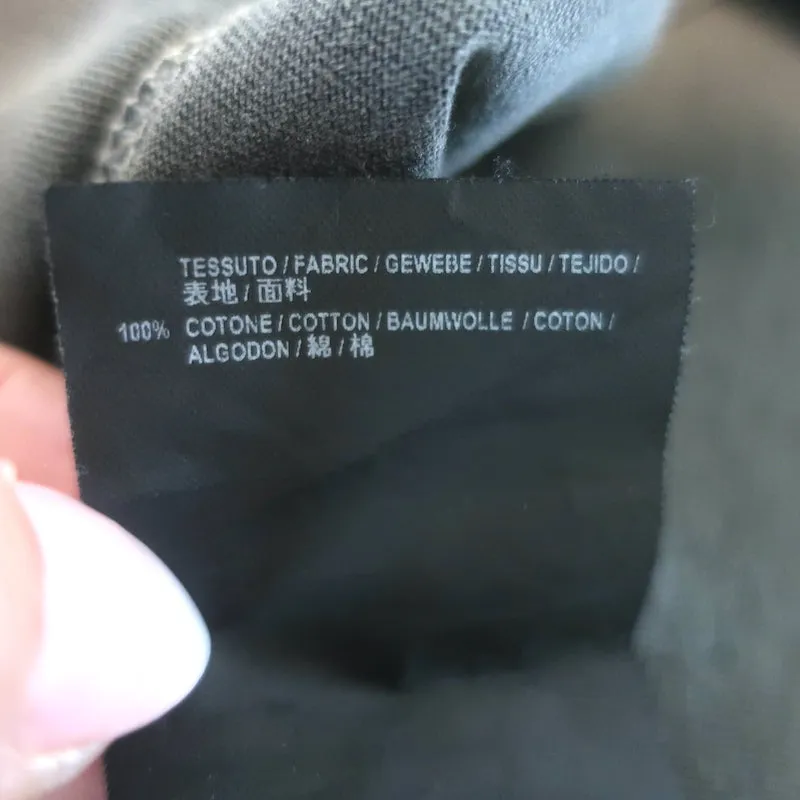 TESSUTO / FABRIC / GEWEBE / TISSU / TEJIDO /
表地 / 面料
100% COTONE / COTTON / BAUMWOLLE / COTON /
ALGODON / 綿 / 棉